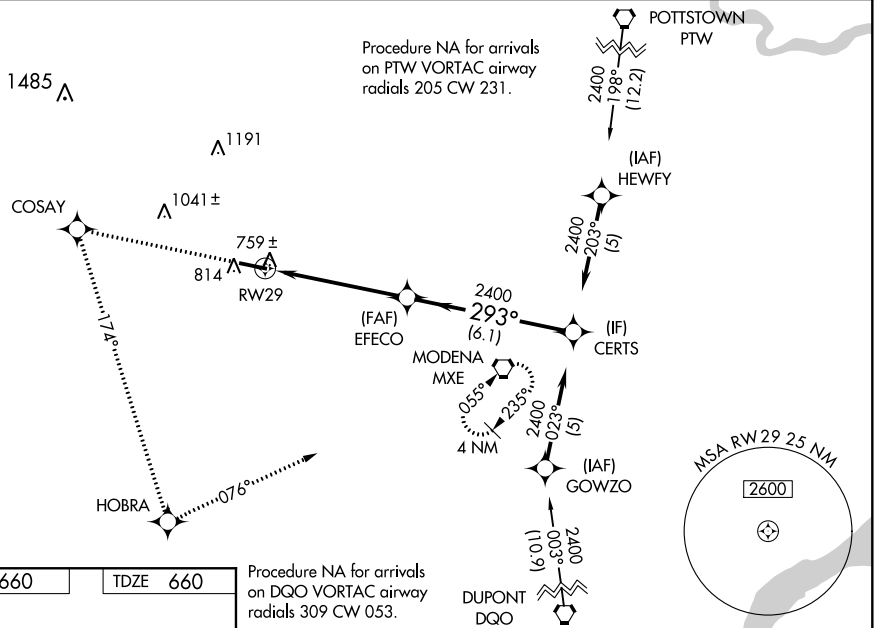 POTTSTOWN
PTW
Procedure NA for arrivals
on PTW VORTAC airway
radials 205 CW 231.
2400
198°
(12.2)
1485
1191
1041±
(IAF)
HEWFY
COSAY
759±
814
RW29
2400
203°
(5)
(FAF)
EFECO
2400
293°
(6.1)
(IF)
CERTS
MODENA
MXE
055°
235°
4 NM
2400
023°
(5)
174°
(IAF)
GOWZO
MSA RW29 25 NM
2600
HOBRA
076°
2400
003°
(10.9)
660
TDZE 660
Procedure NA for arrivals
on DQO VORTAC airway
radials 309 CW 053.
DUPONT
DQO